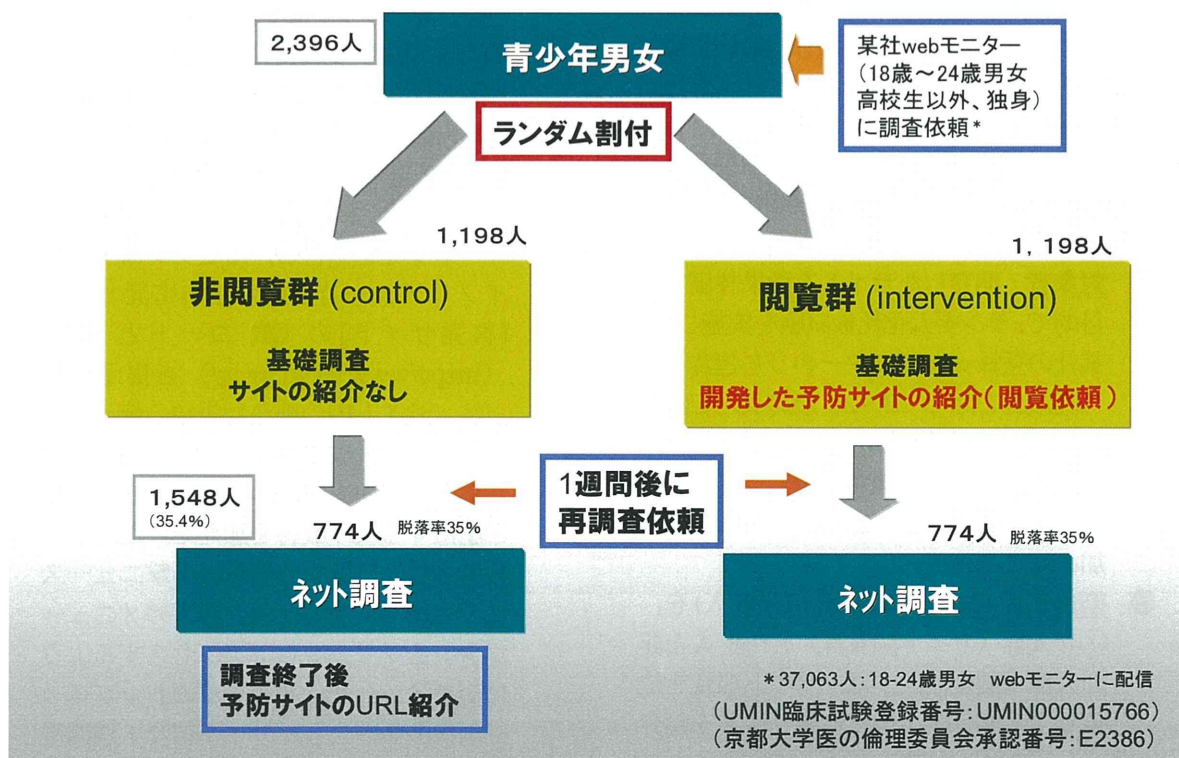 2,396人
青少年男女
某社webモニター
(18歳～24歳男女
高校生以外、独身)
に調査依頼*
ランダム割付
1,198人
1,198人
非閲覧群 (control)
基礎調査
サイトの紹介なし
閲覧群 (intervention)
基礎調査
開発した予防サイトの紹介(閲覧依頼)
1週間後に
再調査依頼
1,548人
(35.4%)
774人 脱落率35%
774人 脱落率35%
ネット調査
ネット調査
調査終了後
予防サイトのURL紹介
*37,063人:18-24歳男女 webモニターに配信
(UMIN臨床試験登録番号:UMIN000015766)
(京都大学医の倫理委員会承認番号:E2386)